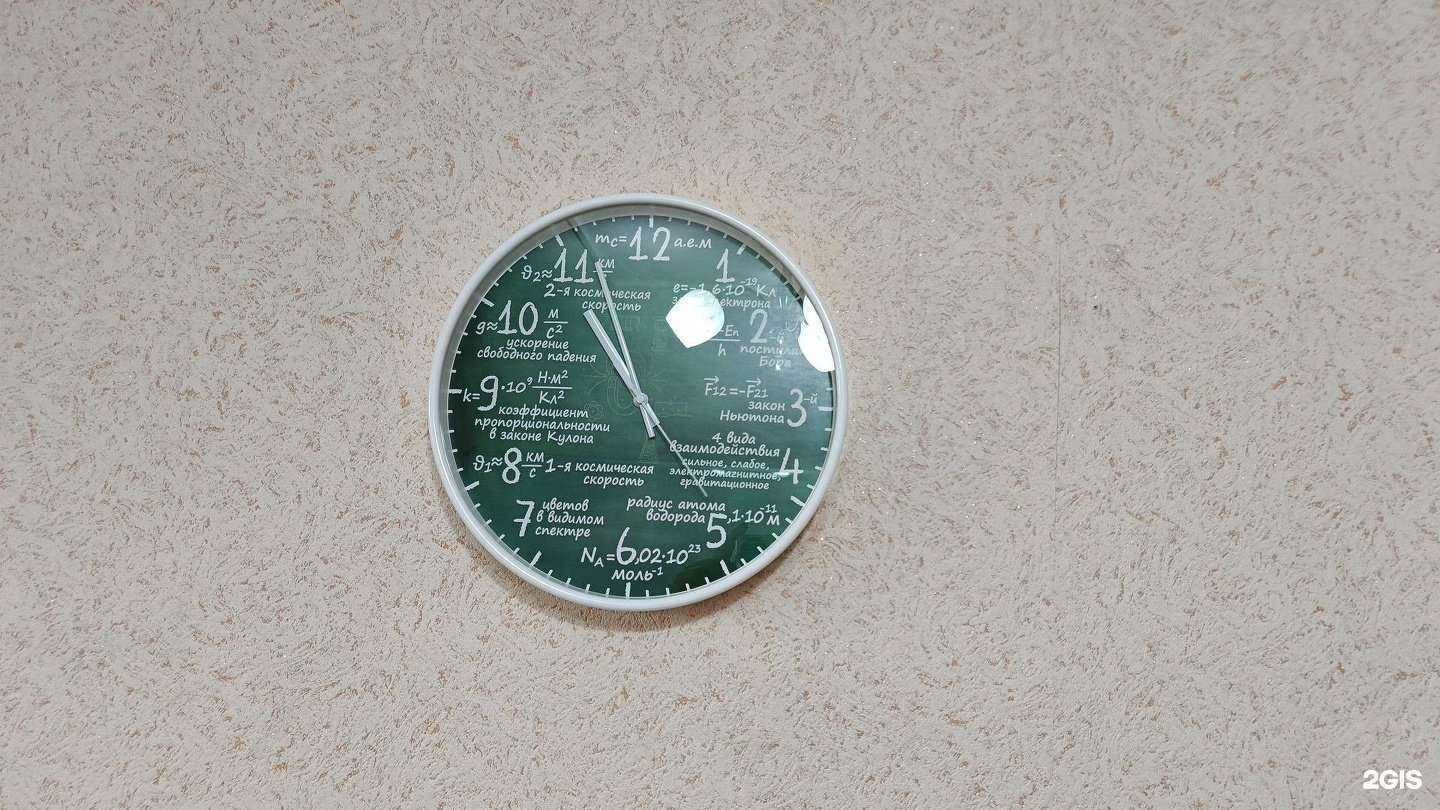 mс=12 а.е.м
ϑ₂≈11 км
2-я космическая
скорость
1
e=-1,6·10⁻¹⁹Кл
электрона
g≈10 м/с²
ускорение
свободного падения
2-й
Eₙ
h
Бора
k=9·10⁹ Н·м²/Кл²
коэффициент
пропорциональности
в законе Кулона
F₁₂=-F₂₁
закон
Ньютона
3-й
4 вида
взаимодействия
сильное, слабое,
электромагнитное,
гравитационное
4
ϑ₁≈8 км/с 1-я космическая
скорость
7 цветов
в видимом
спектре
радиус атома
водорода 5,1·10⁻¹¹ м
Nₐ=6,02·10²³
моль⁻¹
2GIS